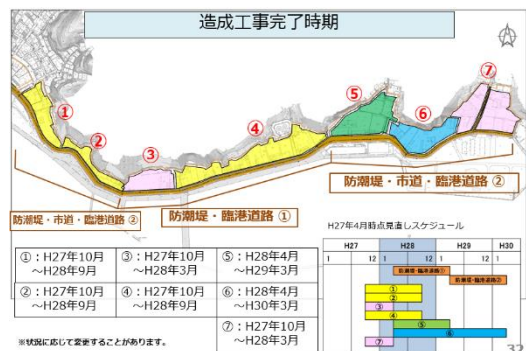 造成工事完了時期
①
②
③
④
⑤
⑥
⑦
防潮堤・市道・臨港道路 ②
防潮堤・臨港道路 ①
防潮堤・市道・臨港道路 ②
①：H27年10月
～H28年9月
③：H27年10月
～H28年3月
⑤：H28年4月
～H29年3月
②：H27年10月
～H28年9月
④：H27年10月
～H28年9月
⑥：H28年4月
～H30年3月
⑦：H27年10月
～H28年3月
※状況に応じて変更することがあります。
H27年4月時点見直しスケジュール
H27 H28 H29 H30
1 12 1 12 1 12 1
防潮堤・臨港道路①
防潮堤・臨港道路②
①
②
③
④
⑤
⑥
⑦
32